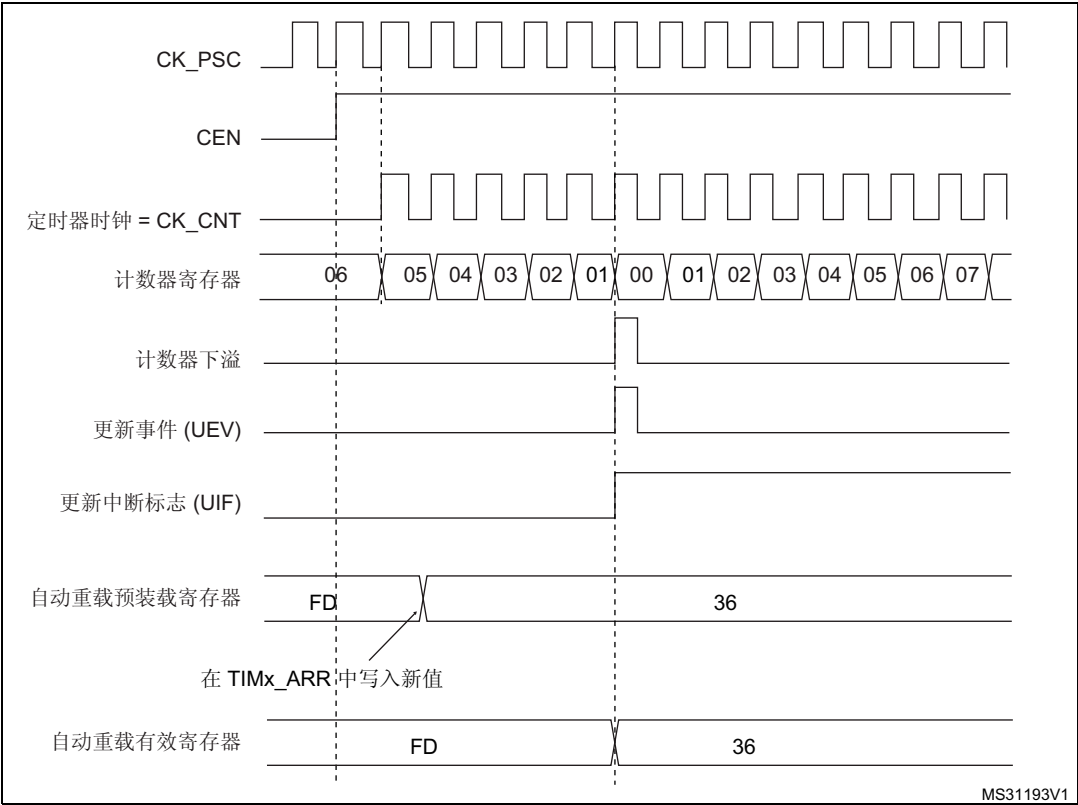 CK_PSC
CEN
定时器时钟 = CK_CNT
计数器寄存器 06 05 04 03 02 01 00 01 02 03 04 05 06 07
计数器下溢
更新事件 (UEV)
更新中断标志 (UIF)
自动重载预装载寄存器 FD 36
在 TIMx_ARR 中写入新值
自动重载有效寄存器 FD 36
MS31193V1